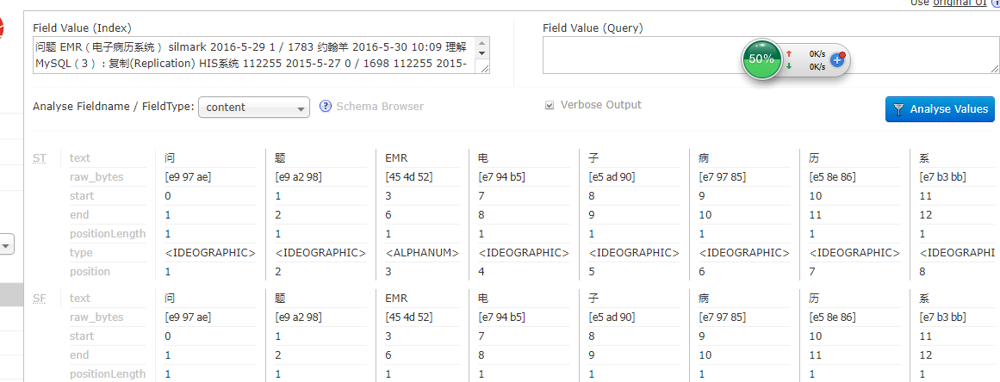 Use original UI
Field Value (Index)
Field Value (Query)
问题 EMR（电子病历系统） silmark 2016-5-29 1 / 1783 约翰羊 2016-5-30 10:09 理解
MySQL（3）：复制(Replication) HIS系统 112255 2015-5-27 0 / 1698 112255 2015-
50%
0K/s
0K/s
Analyse Fieldname / FieldType: content ? Schema Browser
Verbose Output
Analyse Values
ST text 问 题 EMR 电 子 病 历 系
raw_bytes [e9 97 ae] [e9 a2 98] [45 4d 52] [e7 94 b5] [e5 ad 90] [e7 97 85] [e5 8e 86] [e7 b3 bb]
start 0 1 3 7 8 9 10 11
end 1 2 6 8 9 10 11 12
positionLength 1 1 1 1 1 1 1 1
type <IDEOGRAPHIC> <IDEOGRAPHIC> <ALPHANUM> <IDEOGRAPHIC> <IDEOGRAPHIC> <IDEOGRAPHIC> <IDEOGRAPHIC> <IDEOGRAPHI
position 1 2 3 4 5 6 7 8
SF text 问 题 EMR 电 子 病 历 系
raw_bytes [e9 97 ae] [e9 a2 98] [45 4d 52] [e7 94 b5] [e5 ad 90] [e7 97 85] [e5 8e 86] [e7 b3 bb]
start 0 1 3 7 8 9 10 11
end 1 2 6 8 9 10 11 12
positionLength 1 1 1 1 1 1 1 1